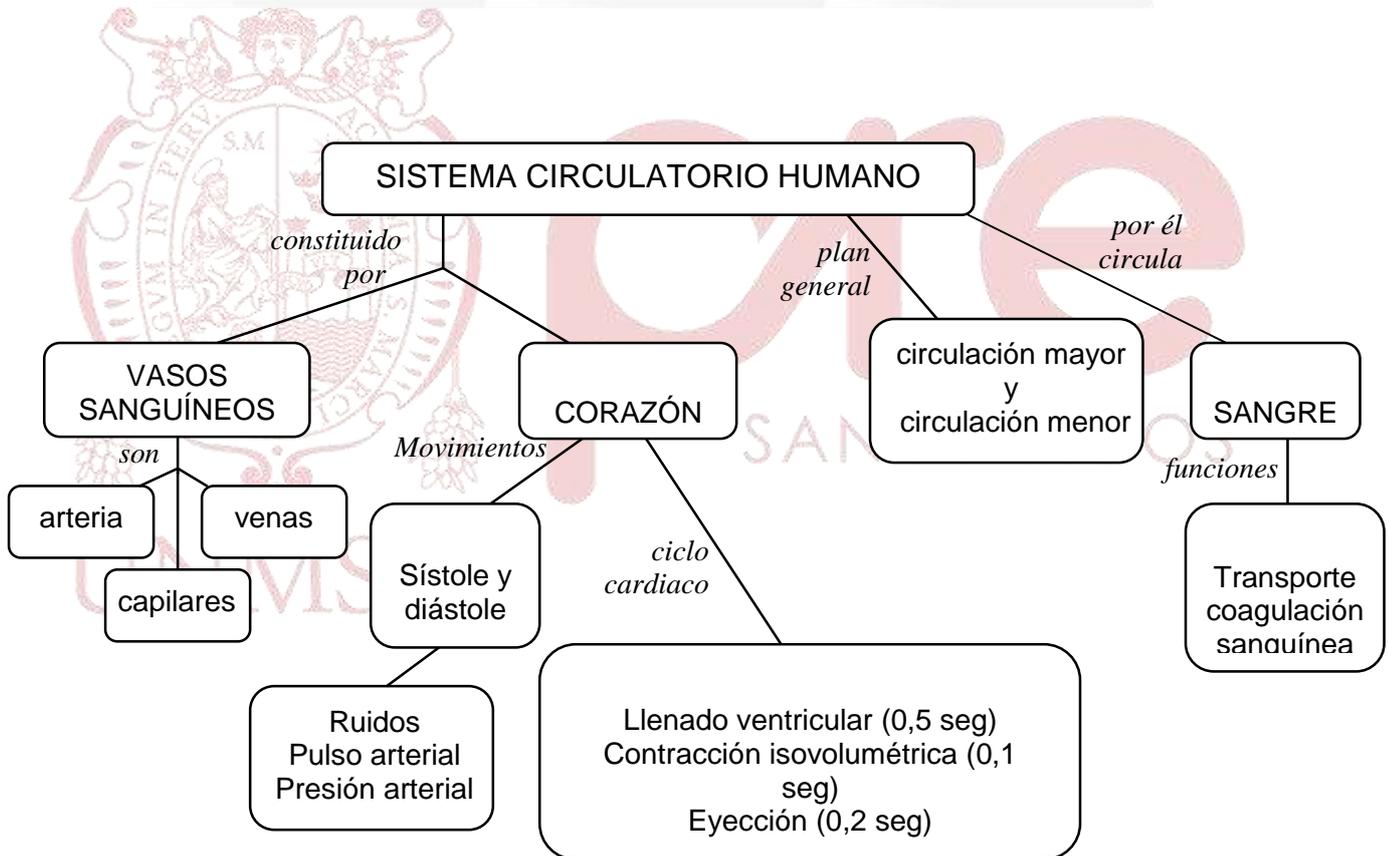 SISTEMA CIRCULATORIO HUMANO
constituido
por
plan
general
por él
circula
VASOS
SANGUÍNEOS
CORAZÓN
circulación mayor
y
circulación menor
SANGRE
son
Movimientos
funciones
arteria
venas
capilares
Sístole y
diástole
ciclo
cardiaco
Transporte
coagulación
sanguínea
Ruidos
Pulso arterial
Presión arterial
Llenado ventricular (0,5 seg)
Contracción isovolumétrica (0,1
seg)
Eyección (0,2 seg)
S.M
pre